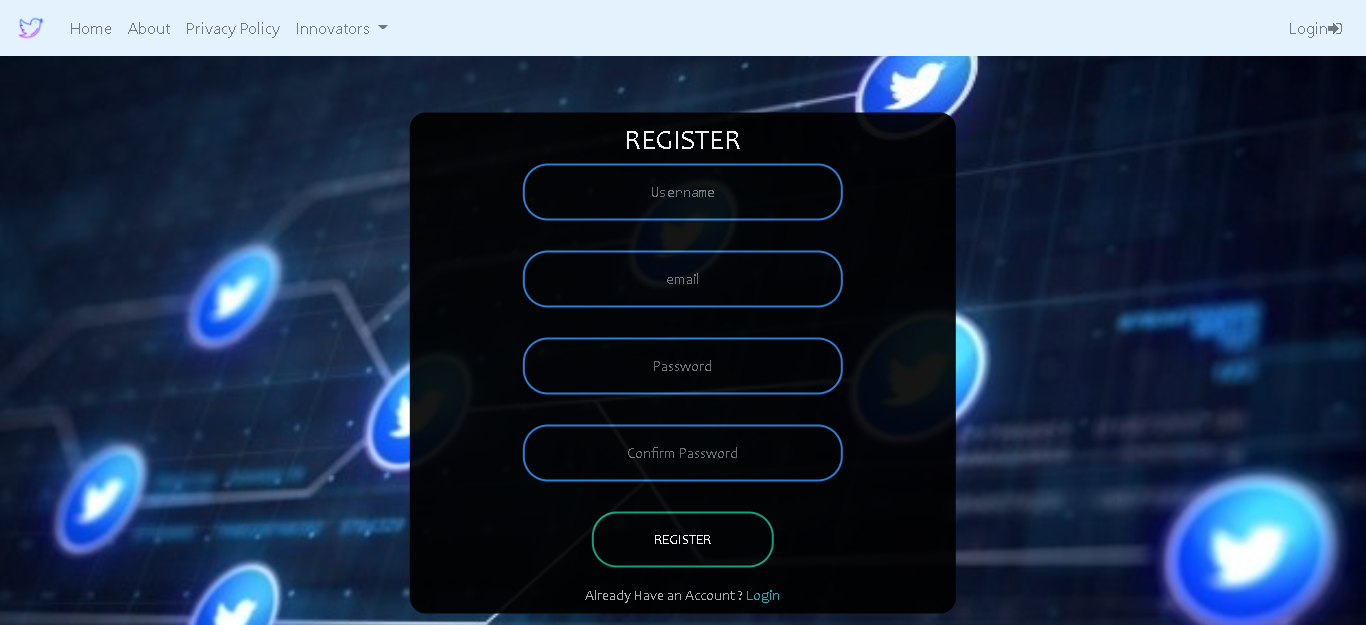 Home About Privacy Policy Innovators Login
REGISTER
Username
email
Password
Confirm Password
REGISTER
Already Have an Account? Login